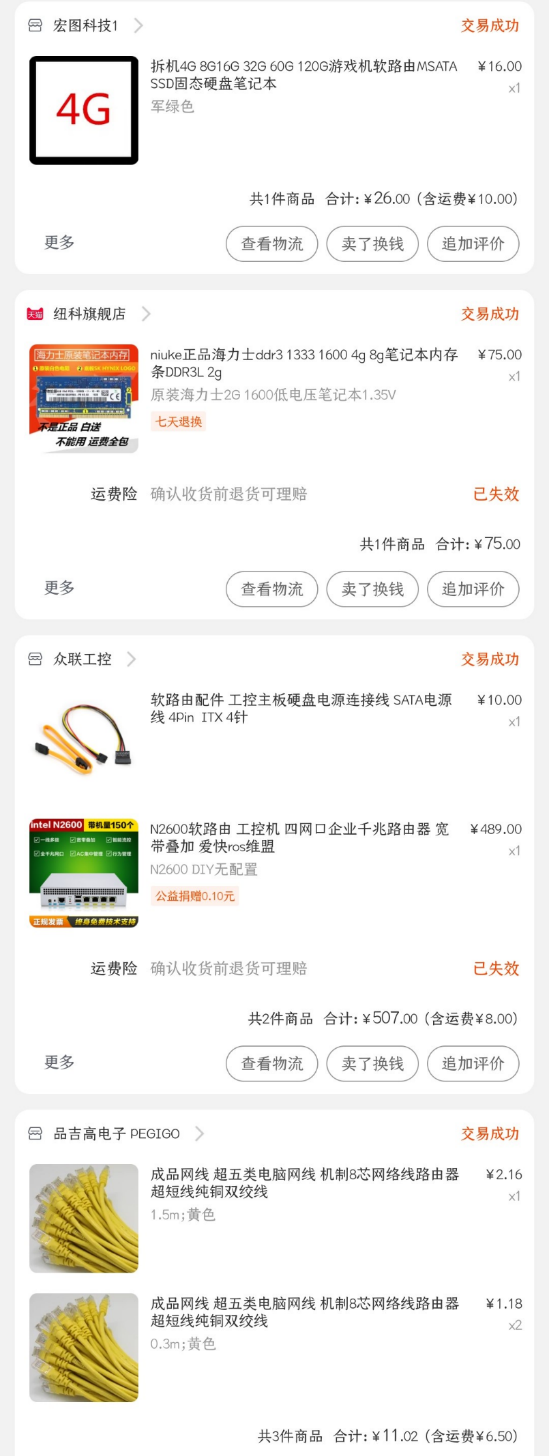 宏图科技1
交易成功
4G
拆机4G 8G16G 32G 60G 120G游戏机软路由MSATA
¥16.00
SSD固态硬盘笔记本
x1
军绿色
共1件商品 合计:¥26.00 (含运费¥10.00)
更多
查看物流
卖了换钱
追加评价
天猫
纽科旗舰店
交易成功
海力士原装笔记本内存
不是正品 白送
不能用 运费全包
niuke正品海力士ddr3 1333 1600 4g 8g笔记本内存
¥75.00
条DDR3L 2g
x1
原装海力士2G 1600低电压笔记本1.35V
七天退换
运费险
确认收货前退货可理赔
已失效
共1件商品 合计:¥75.00
更多
查看物流
卖了换钱
追加评价
众联工控
交易成功
软路由配件 工控主板硬盘电源连接线 SATA电源
¥10.00
线 4Pin ITX 4针
x1
intel N2600 带机量150个
正规发票 终身免费技术支持
N2600软路由 工控机 四网口企业千兆路由器 宽
¥489.00
带叠加 爱快ros维盟
x1
N2600 DIY无配置
公益捐赠0.10元
运费险
确认收货前退货可理赔
已失效
共2件商品 合计:¥507.00 (含运费¥8.00)
更多
查看物流
卖了换钱
追加评价
品吉高电子 PEGIGO
交易成功
成品网线 超五类电脑网线 机制8芯网络线路由器
¥2.16
超短线纯铜双绞线
x1
1.5m;黄色
成品网线 超五类电脑网线 机制8芯网络线路由器
¥1.18
超短线纯铜双绞线
x2
0.3m;黄色
共3件商品 合计:¥11.02 (含运费¥6.50)